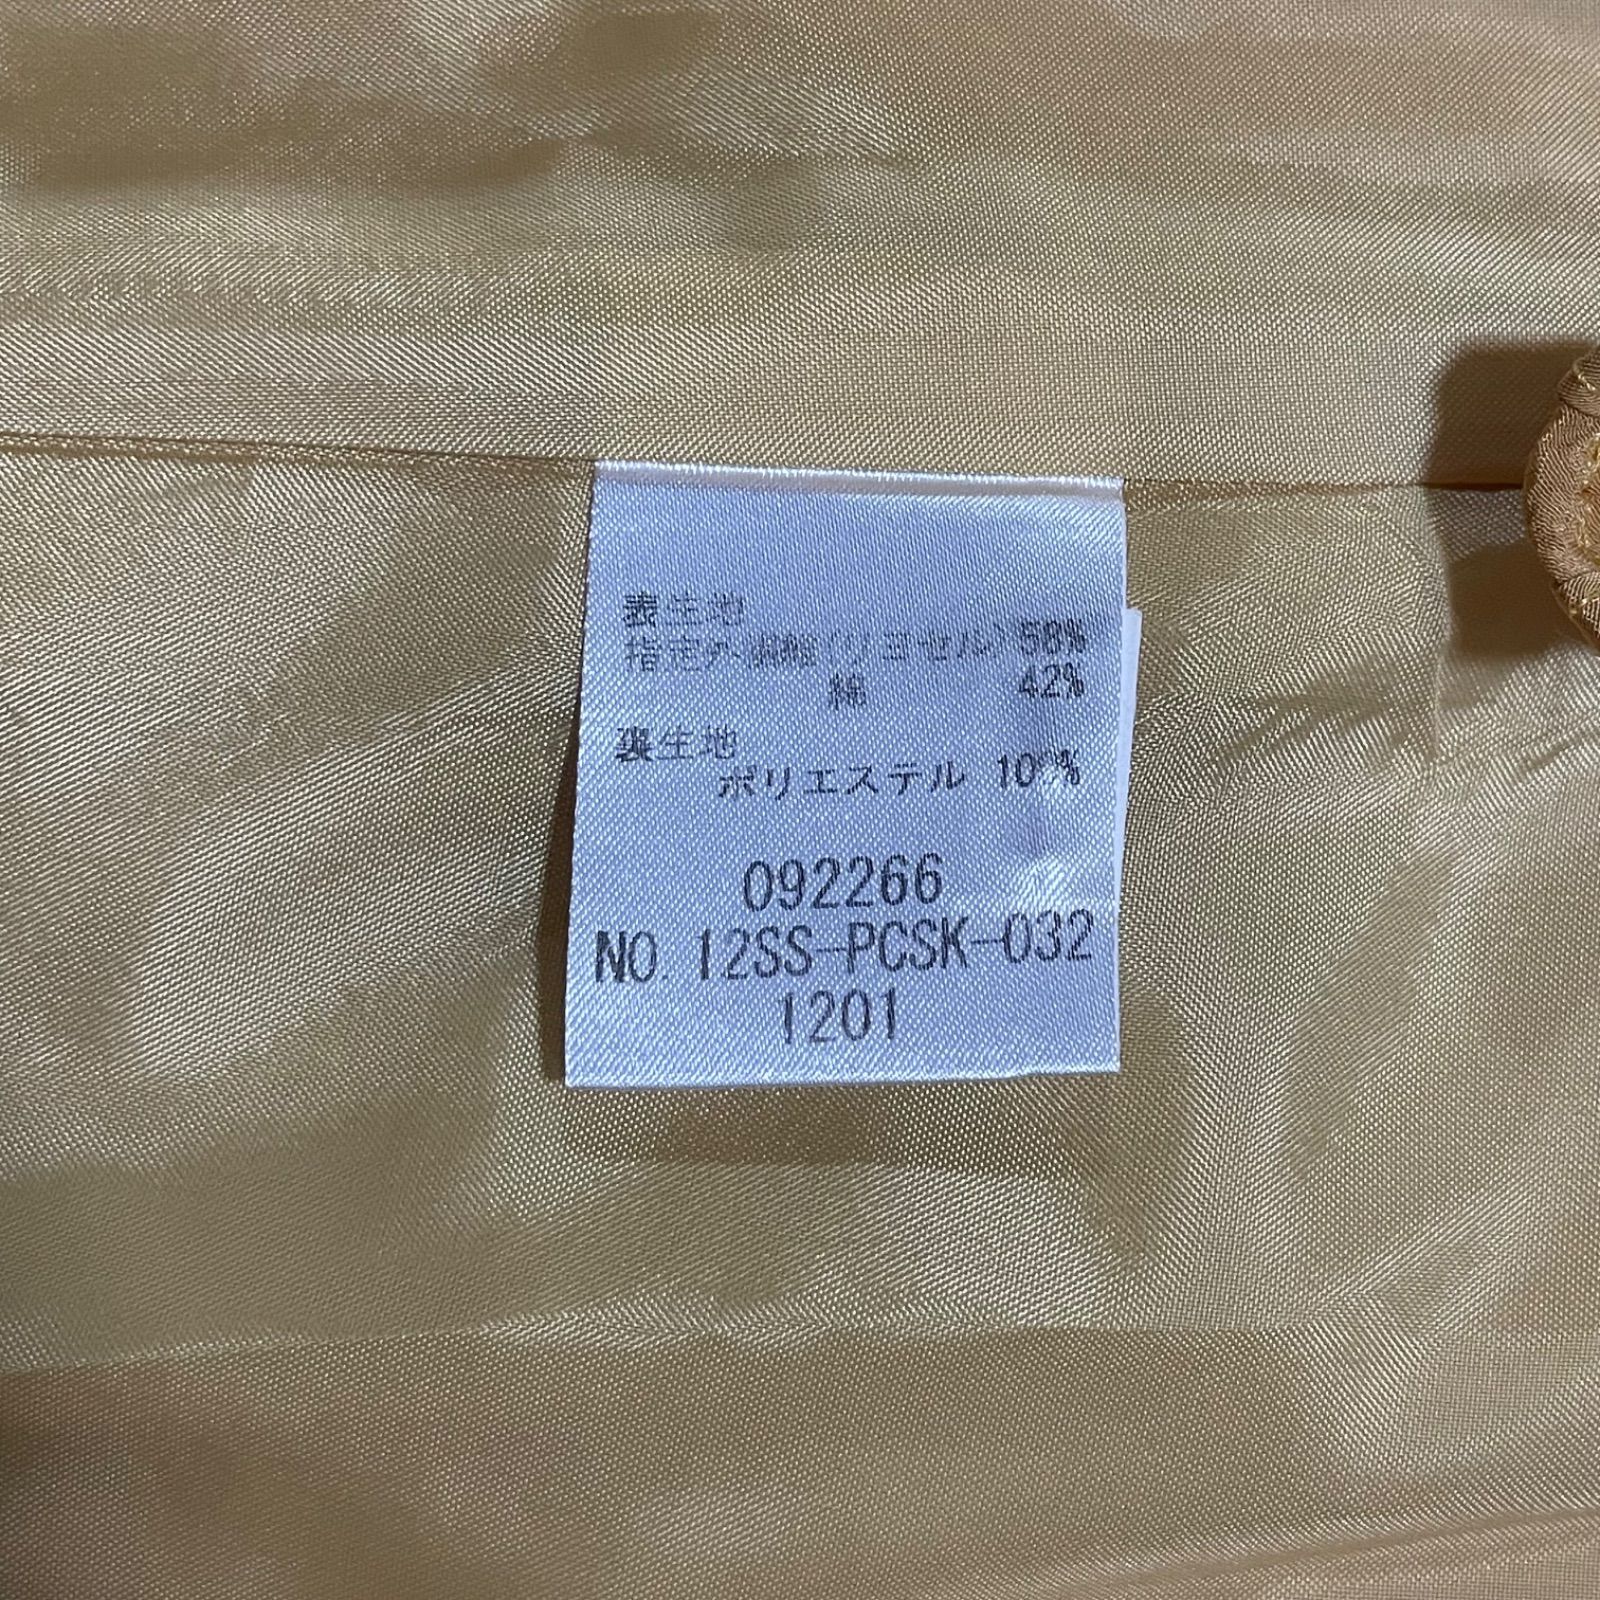 表生地
指定外繊維(リヨセル)58%
綿 42%
裏生地
ポリエステル 100%
092266
NO. 12SS-PCSK-032
1201